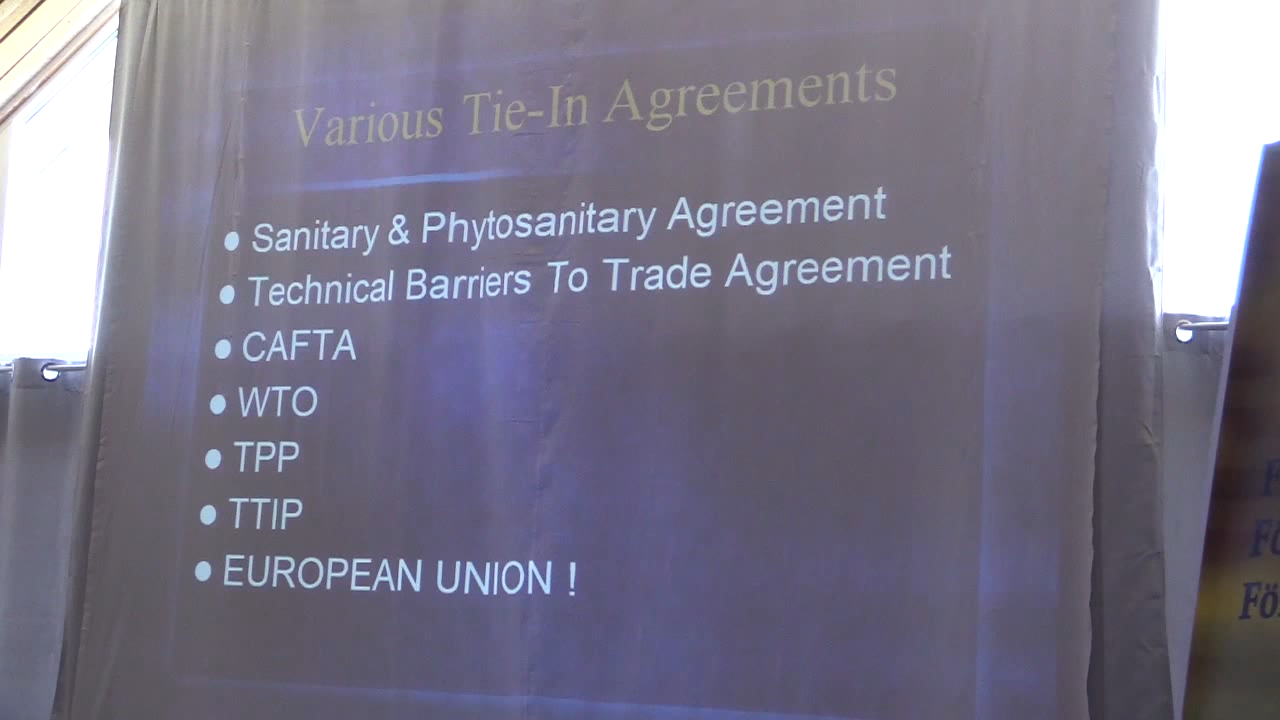 Various Tie-In Agreements
• Sanitary & Phytosanitary Agreement
• Technical Barriers To Trade Agreement
• CAFTA
• WTO
• TPP
• TTIP
• EUROPEAN UNION !